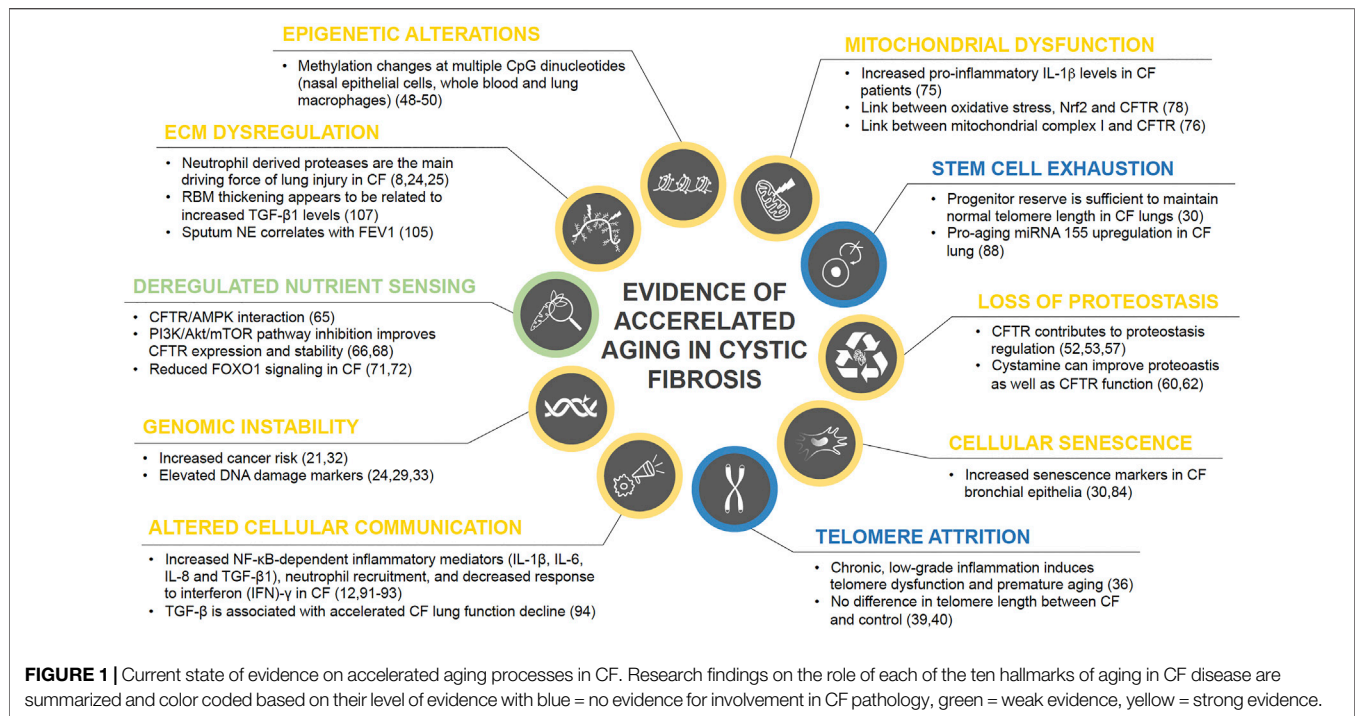 EPIGENETIC ALTERATIONS
• Methylation changes at multiple CpG dinucleotides
(nasal epithelial cells, whole blood and lung
macrophages) (48-50)
ECM DYSREGULATION
• Neutrophil derived proteases are the main
driving force of lung injury in CF (8,24,25)
• RBM thickening appears to be related to
increased TGF-β1 levels (107)
• Sputum NE correlates with FEV1 (105)
DEREGULATED NUTRIENT SENSING
• CFTR/AMPK interaction (65)
• PI3K/Akt/mTOR pathway inhibition improves
CFTR expression and stability (66,68)
• Reduced FOXO1 signaling in CF (71,72)
GENOMIC INSTABILITY
• Increased cancer risk (21,32)
• Elevated DNA damage markers (24,29,33)
ALTERED CELLULAR COMMUNICATION
• Increased NF-κB-dependent inflammatory mediators (IL-1β, IL-6,
IL-8 and TGF-β1), neutrophil recruitment, and decreased response
to interferon (IFN)-γ in CF (12,91-93)
• TGF-β is associated with accelerated CF lung function decline (94)
EVIDENCE OF
ACCERELATED
AGING IN CYSTIC
FIBROSIS
MITOCHONDRIAL DYSFUNCTION
• Increased pro-inflammatory IL-1β levels in CF
patients (75)
• Link between oxidative stress, Nrf2 and CFTR (78)
• Link between mitochondrial complex I and CFTR (76)
STEM CELL EXHAUSTION
• Progenitor reserve is sufficient to maintain
normal telomere length in CF lungs (30)
• Pro-aging miRNA 155 upregulation in CF
lung (88)
LOSS OF PROTEOSTASIS
• CFTR contributes to proteostasis
regulation (52,53,57)
• Cystamine can improve proteoastis
as well as CFTR function (60,62)
CELLULAR SENESCENCE
• Increased senescence markers in CF
bronchial epithelia (30,84)
TELOMERE ATTRITION
• Chronic, low-grade inflammation induces
telomere dysfunction and premature aging (36)
• No difference in telomere length between CF
and control (39,40)
FIGURE 1 | Current state of evidence on accelerated aging processes in CF. Research findings on the role of each of the ten hallmarks of aging in CF disease are
summarized and color coded based on their level of evidence with blue = no evidence for involvement in CF pathology, green = weak evidence, yellow = strong evidence.